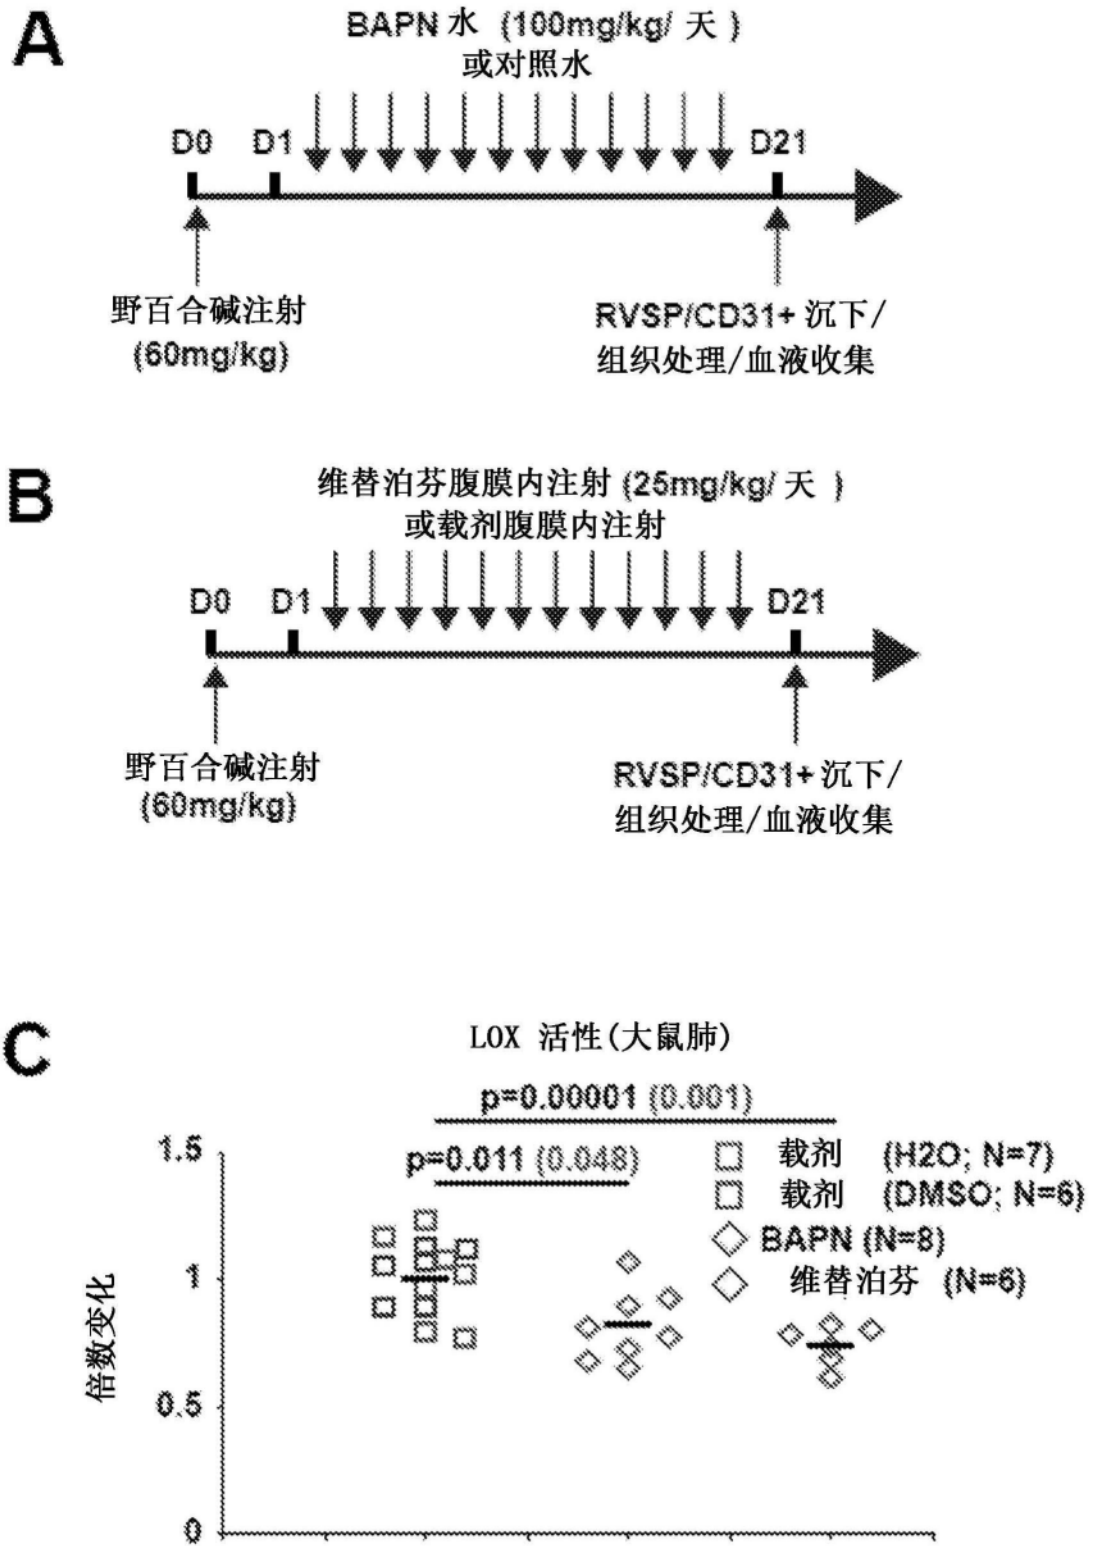 A
BAPN 水 (100mg/kg/ 天 )
或对照水
D0 D1 D21
野百合碱注射
(60mg/kg)
RVSP/CD31+ 沉下/
组织处理/血液收集
B
维替泊芬腹膜内注射 (25mg/kg/ 天 )
或载剂腹膜内注射
D0 D1 D21
野百合碱注射
(60mg/kg)
RVSP/CD31+ 沉下/
组织处理/血液收集
C
LOX 活性(大鼠肺)
p=0.00001 (0.001)
p=0.011 (0.048)
载剂 (H2O; N=7)
载剂 (DMSO; N=6)
BAPN (N=8)
维替泊芬 (N=6)
倍数变化
1.5
1
0.5
0